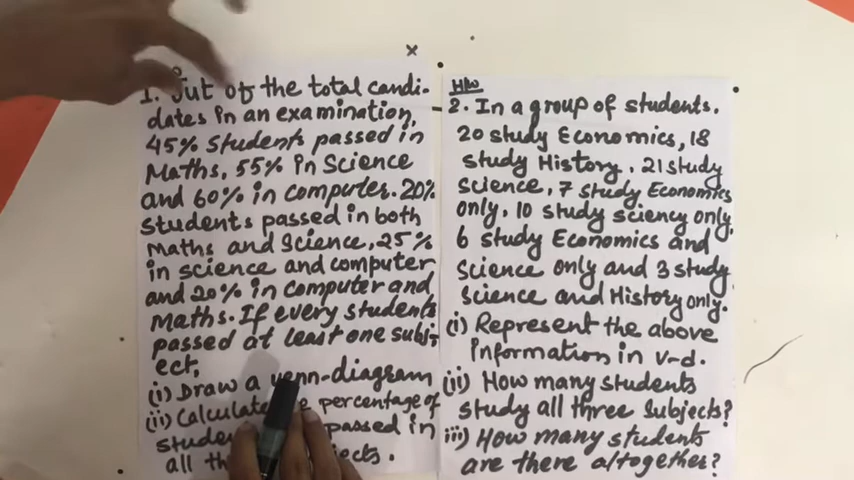 1. Out of the total candi-
dates in an examination,
45% students passed in
Maths, 55% in Science
and 60% in computer. 20%
students passed in both
Maths and Science, 25%
in science and computer
and 20% in computer and
Maths. If every students
passed at least one subj-
ect,
(i) Draw a venn-diagram
(ii) Calculate percentage of
passed in
all
H/W
2. In a group of students.
20 study Economics, 18
study History, 21 study
science, 7 study Economics
only, 10 study sciency only,
6 study Economics and
Science only and 3 study
Science and History only.
(i) Represent the above
information in v-d.
(ii) How many students
study all three subjects?
iii) How many students
are there altogether?